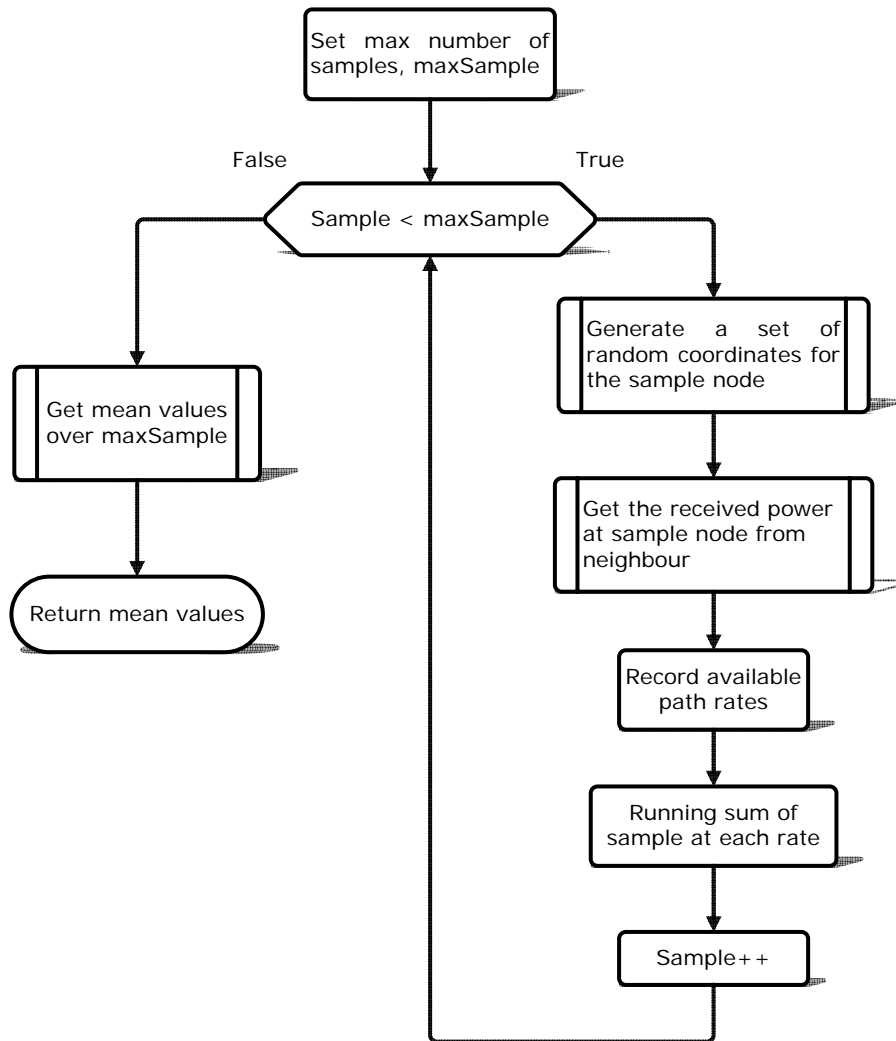 Set max number of
samples, maxSample
False
True
Sample < maxSample
Generate a set of
random coordinates for
the sample node
Get mean values
over maxSample
Get the received power
at sample node from
neighbour
Return mean values
Record available
path rates
Running sum of
sample at each rate
Sample++